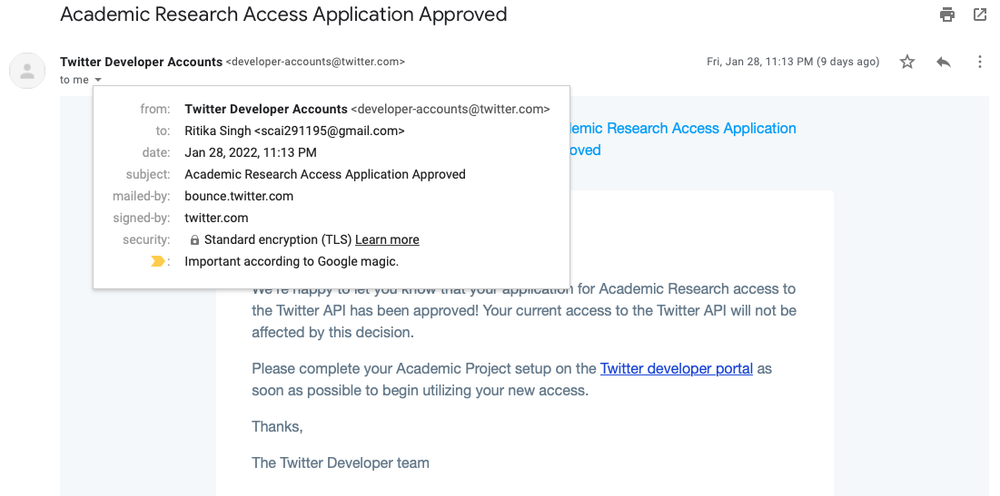 Academic Research Access Application Approved
Twitter Developer Accounts <developer-accounts@twitter.com>
Fri, Jan 28, 11:13 PM (9 days ago)
to me
from: Twitter Developer Accounts <developer-accounts@twitter.com>
to: Ritika Singh <scai291195@gmail.com>
date: Jan 28, 2022, 11:13 PM
subject: Academic Research Access Application Approved
mailed-by: bounce.twitter.com
signed-by: twitter.com
security: Standard encryption (TLS) Learn more
: Important according to Google magic.
demic Research Access Application
oved
We're happy to let you know that your application for Academic Research access to
the Twitter API has been approved! Your current access to the Twitter API will not be
affected by this decision.
Please complete your Academic Project setup on the Twitter developer portal as
soon as possible to begin utilizing your new access.
Thanks,
The Twitter Developer team